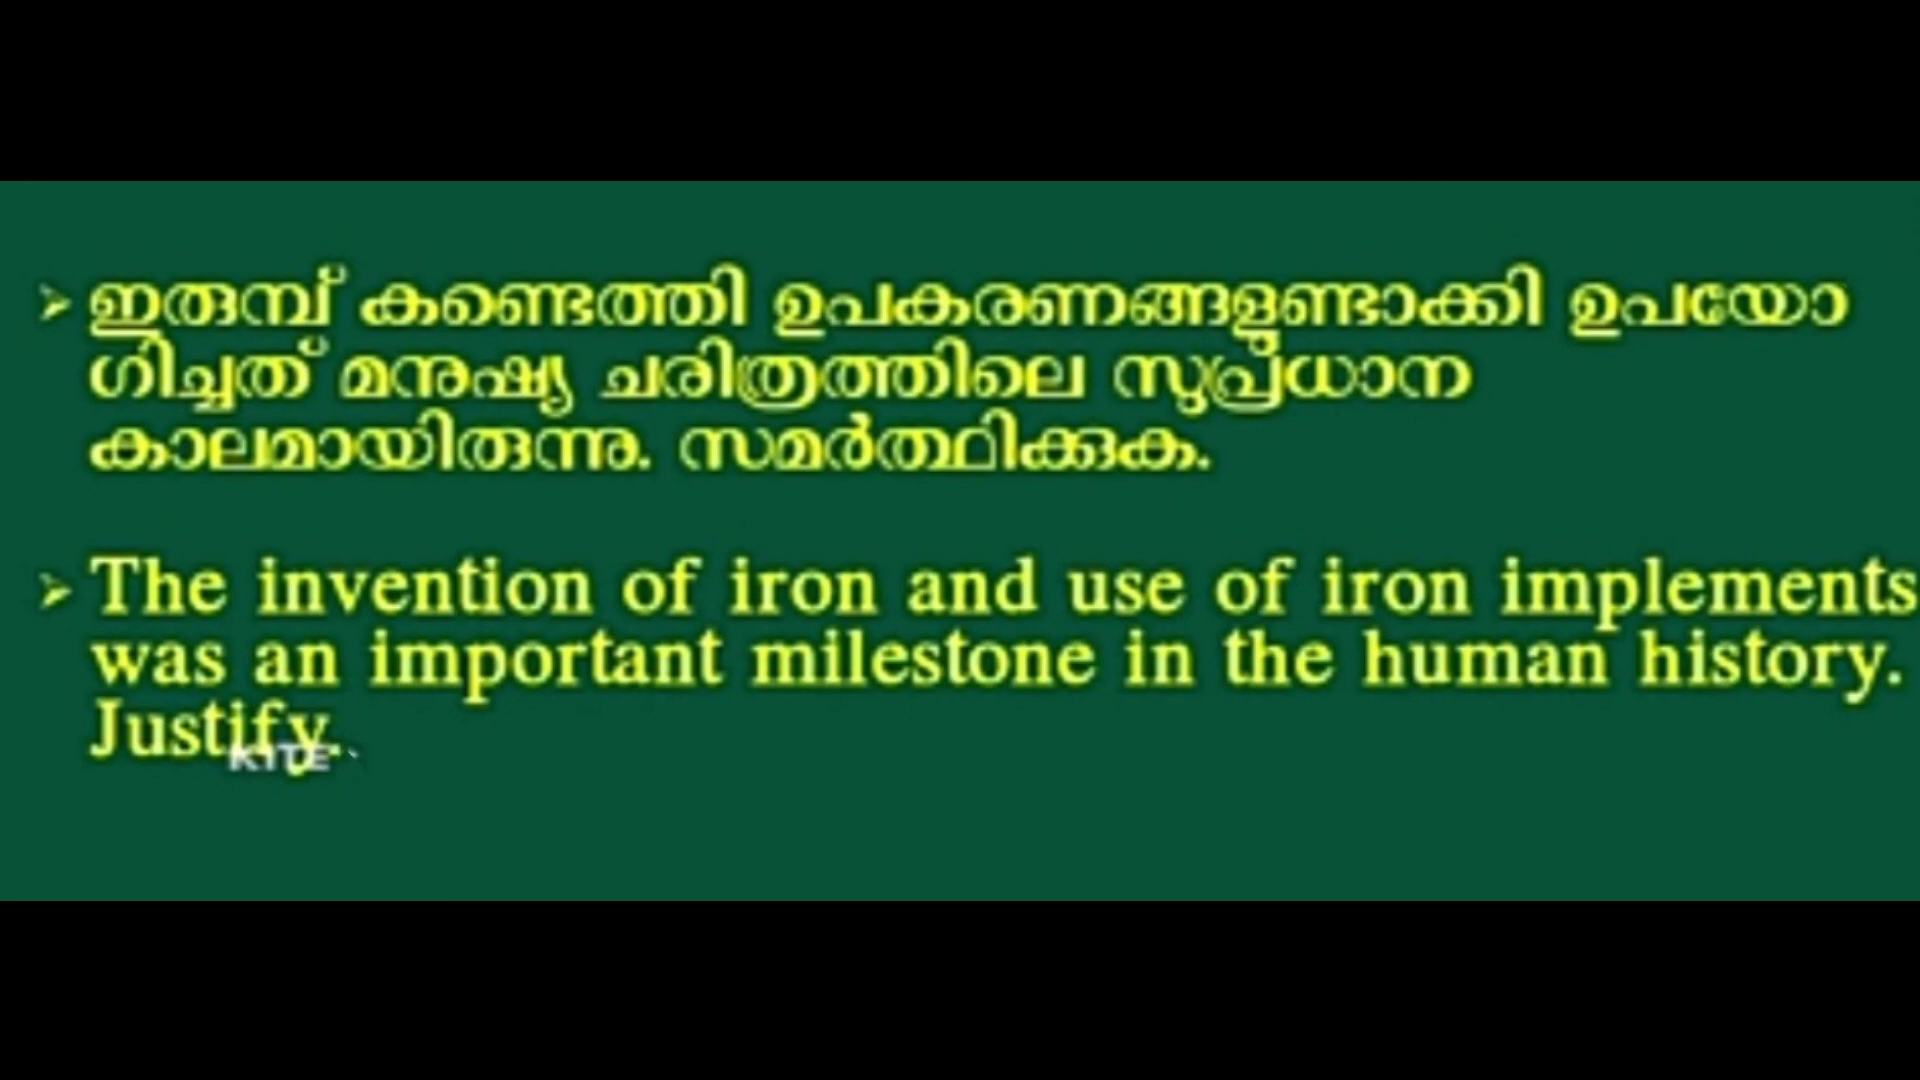 ➢ ഇരുമ്പ് കണ്ടെത്തി ഉപകരണങ്ങളുണ്ടാക്കി ഉപയോ
ഗിച്ചത് മനുഷ്യ ചരിത്രത്തിലെ സുപ്രധാന
കാലമായിരുന്നു. സമർത്ഥിക്കുക.
➢ The invention of iron and use of iron implements
was an important milestone in the human history.
Justify.
KITE